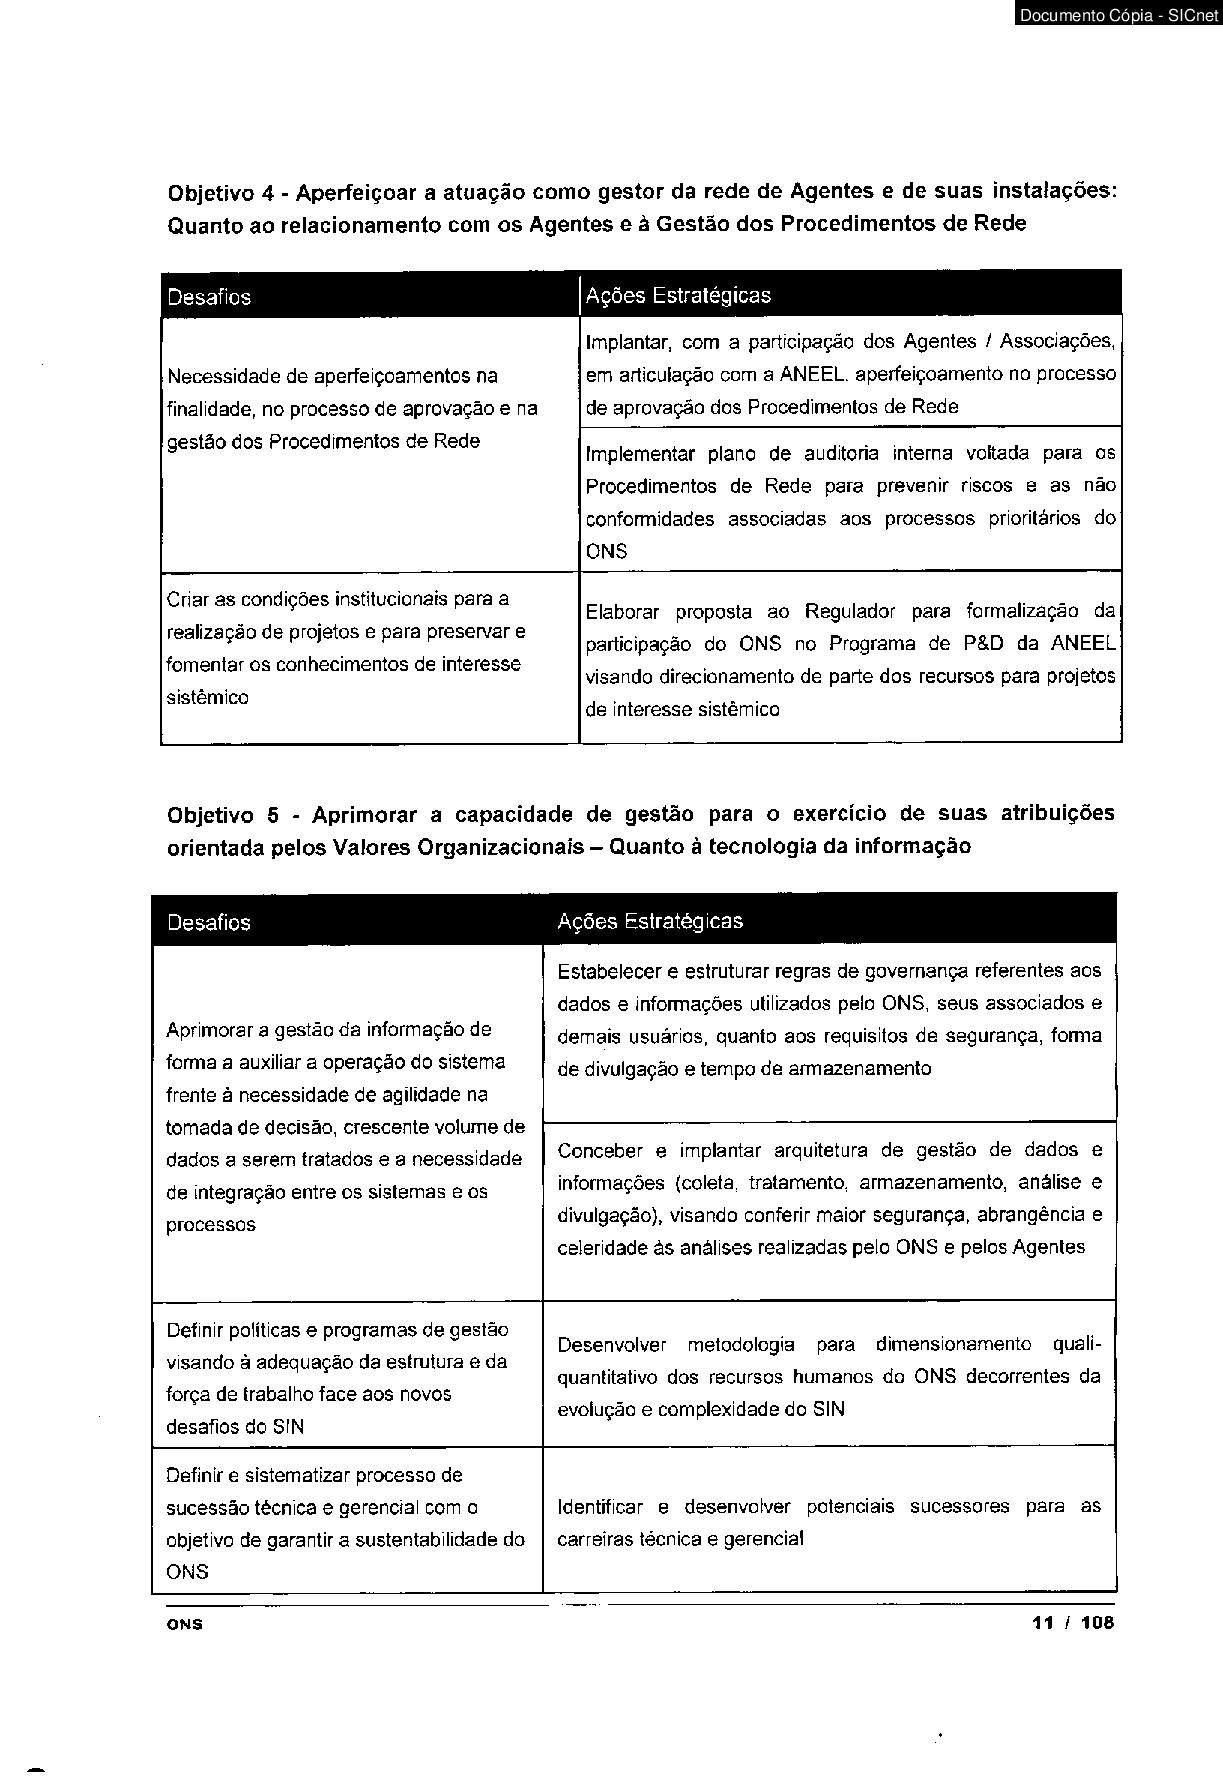 Documento Cópia - SICnet
Objetivo 4 - Aperfeiçoar a atuação como gestor da rede de Agentes e de suas instalações:
Quanto ao relacionamento com os Agentes e à Gestão dos Procedimentos de Rede
Desafios
Ações Estratégicas
Necessidade de aperfeiçoamentos na
finalidade, no processo de aprovação e na
gestão dos Procedimentos de Rede
Implantar, com a participação dos Agentes / Associações,
em articulação com a ANEEL. aperfeiçoamento no processo
de aprovação dos Procedimentos de Rede
Implementar plano de auditoria interna voltada para os
Procedimentos de Rede para prevenir riscos e as não
conformidades associadas aos processos prioritários do
ONS
Criar as condições institucionais para a
realização de projetos e para preservar e
fomentar os conhecimentos de interesse
sistêmico
Elaborar proposta ao Regulador para formalização da
participação do ONS no Programa de P&D da ANEEL
visando direcionamento de parte dos recursos para projetos
de interesse sistêmico
Objetivo 5 - Aprimorar a capacidade de gestão para o exercício de suas atribuições
orientada pelos Valores Organizacionais – Quanto à tecnologia da informação
Desafios
Ações Estratégicas
Aprimorar a gestão da informação de
forma a auxiliar a operação do sistema
frente à necessidade de agilidade na
tomada de decisão, crescente volume de
dados a serem tratados e a necessidade
de integração entre os sistemas e os
processos
Estabelecer e estruturar regras de governança referentes aos
dados e informações utilizados pelo ONS, seus associados e
demais usuários, quanto aos requisitos de segurança, forma
de divulgação e tempo de armazenamento
Conceber e implantar arquitetura de gestão de dados e
informações (coleta, tratamento, armazenamento, análise e
divulgação), visando conferir maior segurança, abrangência e
celeridade às análises realizadas pelo ONS e pelos Agentes
Definir políticas e programas de gestão
visando à adequação da estrutura e da
força de trabalho face aos novos
desafios do SIN
Desenvolver metodologia para dimensionamento quali-
quantitativo dos recursos humanos do ONS decorrentes da
evolução e complexidade do SIN
Definir e sistematizar processo de
sucessão técnica e gerencial com o
objetivo de garantir a sustentabilidade do
ONS
Identificar e desenvolver potenciais sucessores para as
carreiras técnica e gerencial
ONS
11 / 108